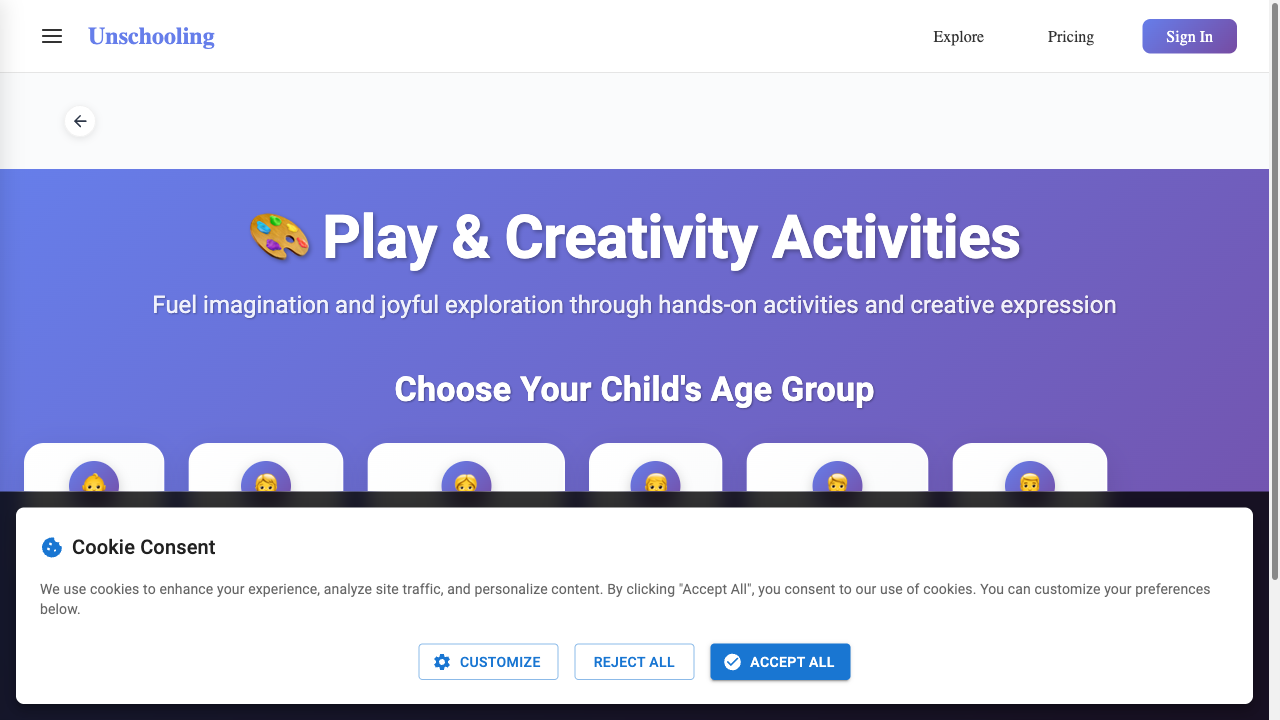 Unschooling
Explore
Pricing
Sign In
Play & Creativity Activities
Fuel imagination and joyful exploration through hands-on activities and creative expression
Choose Your Child's Age Group
Cookie Consent
We use cookies to enhance your experience, analyze site traffic, and personalize content. By clicking "Accept All", you consent to our use of cookies. You can customize your preferences
below.
CUSTOMIZE
REJECT ALL
ACCEPT ALL